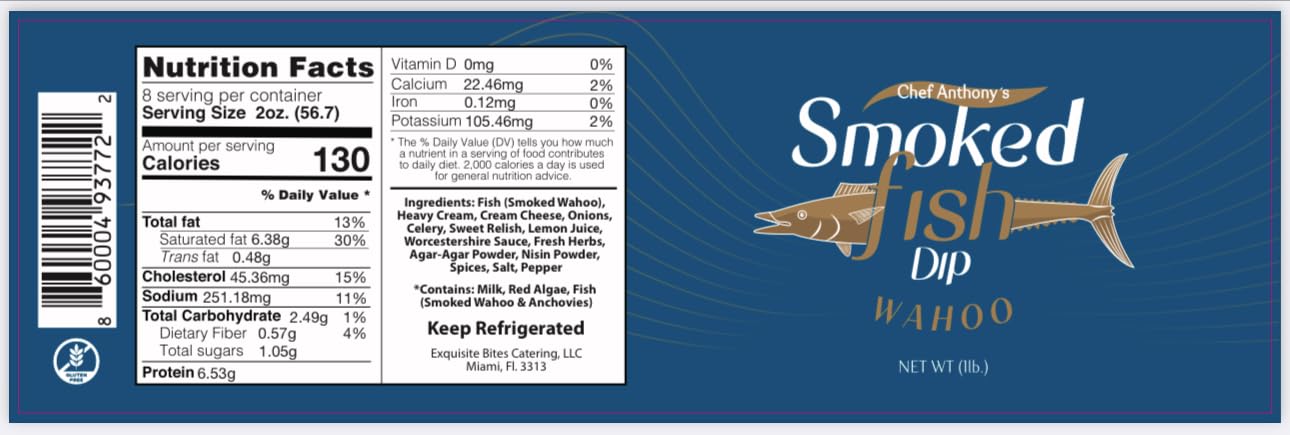 8 60004 93772 2
GLUTEN
FREE
Nutrition Facts
8 serving per container
Serving Size 2oz. (56.7)
Amount per serving
Calories 130
% Daily Value *
Total fat 13%
Saturated fat 6.38g 30%
Trans fat 0.48g
Cholesterol 45.36mg 15%
Sodium 251.18mg 11%
Total Carbohydrate 2.49g 1%
Dietary Fiber 0.57g 4%
Total sugars 1.05g
Protein 6.53g
Vitamin D 0mg 0%
Calcium 22.46mg 2%
Iron 0.12mg 0%
Potassium 105.46mg 2%
* The % Daily Value (DV) tells you how much
a nutrient in a serving of food contributes
to daily diet. 2,000 calories a day is used
for general nutrition advice.
Ingredients: Fish (Smoked Wahoo),
Heavy Cream, Cream Cheese, Onions,
Celery, Sweet Relish, Lemon Juice,
Worcestershire Sauce, Fresh Herbs,
Agar-Agar Powder, Nisin Powder,
Spices, Salt, Pepper
*Contains: Milk, Red Algae, Fish
(Smoked Wahoo & Anchovies)
Keep Refrigerated
Exquisite Bites Catering, LLC
Miami, Fl. 3313
Chef Anthony's
Smoked
fish
Dip
WAHOO
NET WT (1lb.)